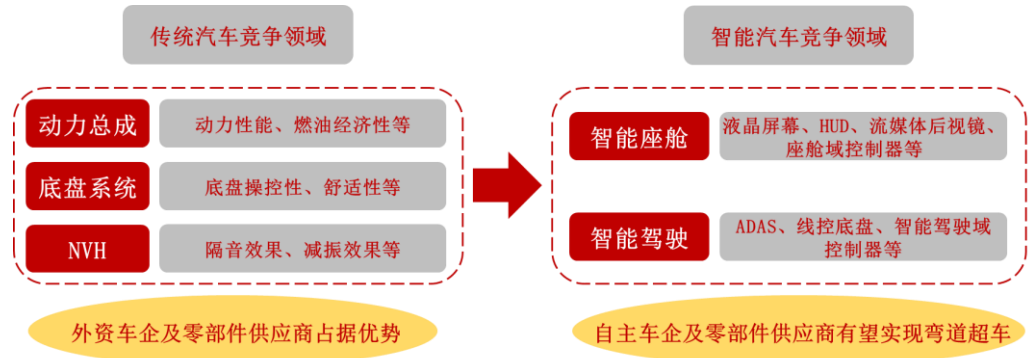 传统汽车竞争领域
动力总成
动力性能、燃油经济性等
底盘系统
底盘操控性、舒适性等
NVH
隔音效果、减振效果等
外资车企及零部件供应商占据优势
智能汽车竞争领域
智能座舱
液晶屏幕、HUD、流媒体后视镜、
座舱域控制器等
智能驾驶
ADAS、线控底盘、智能驾驶域
控制器等
自主车企及零部件供应商有望实现弯道超车